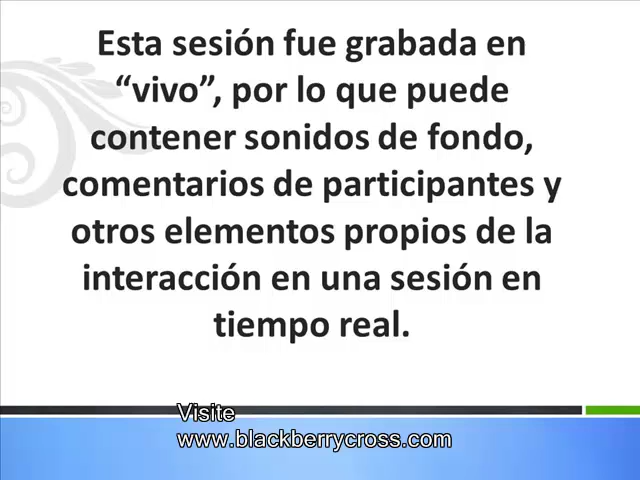 Esta sesión fue grabada en
“vivo”, por lo que puede
contener sonidos de fondo,
comentarios de participantes y
otros elementos propios de la
interacción en una sesión en
tiempo real.
Visite
www.blackberrycross.com